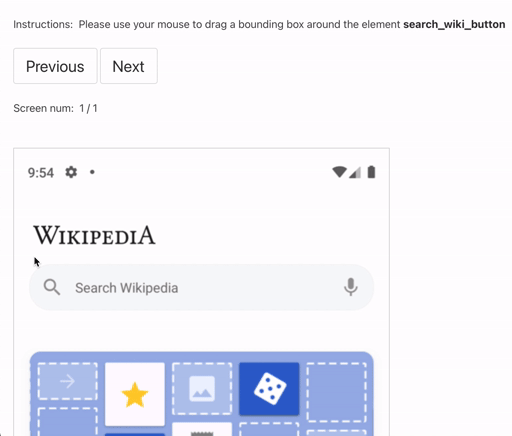 Instructions: Please use your mouse to drag a bounding box around the element search_wiki_button
Previous Next
Screen num: 1 / 1
9:54
WIKIPEDIA
Search Wikipedia